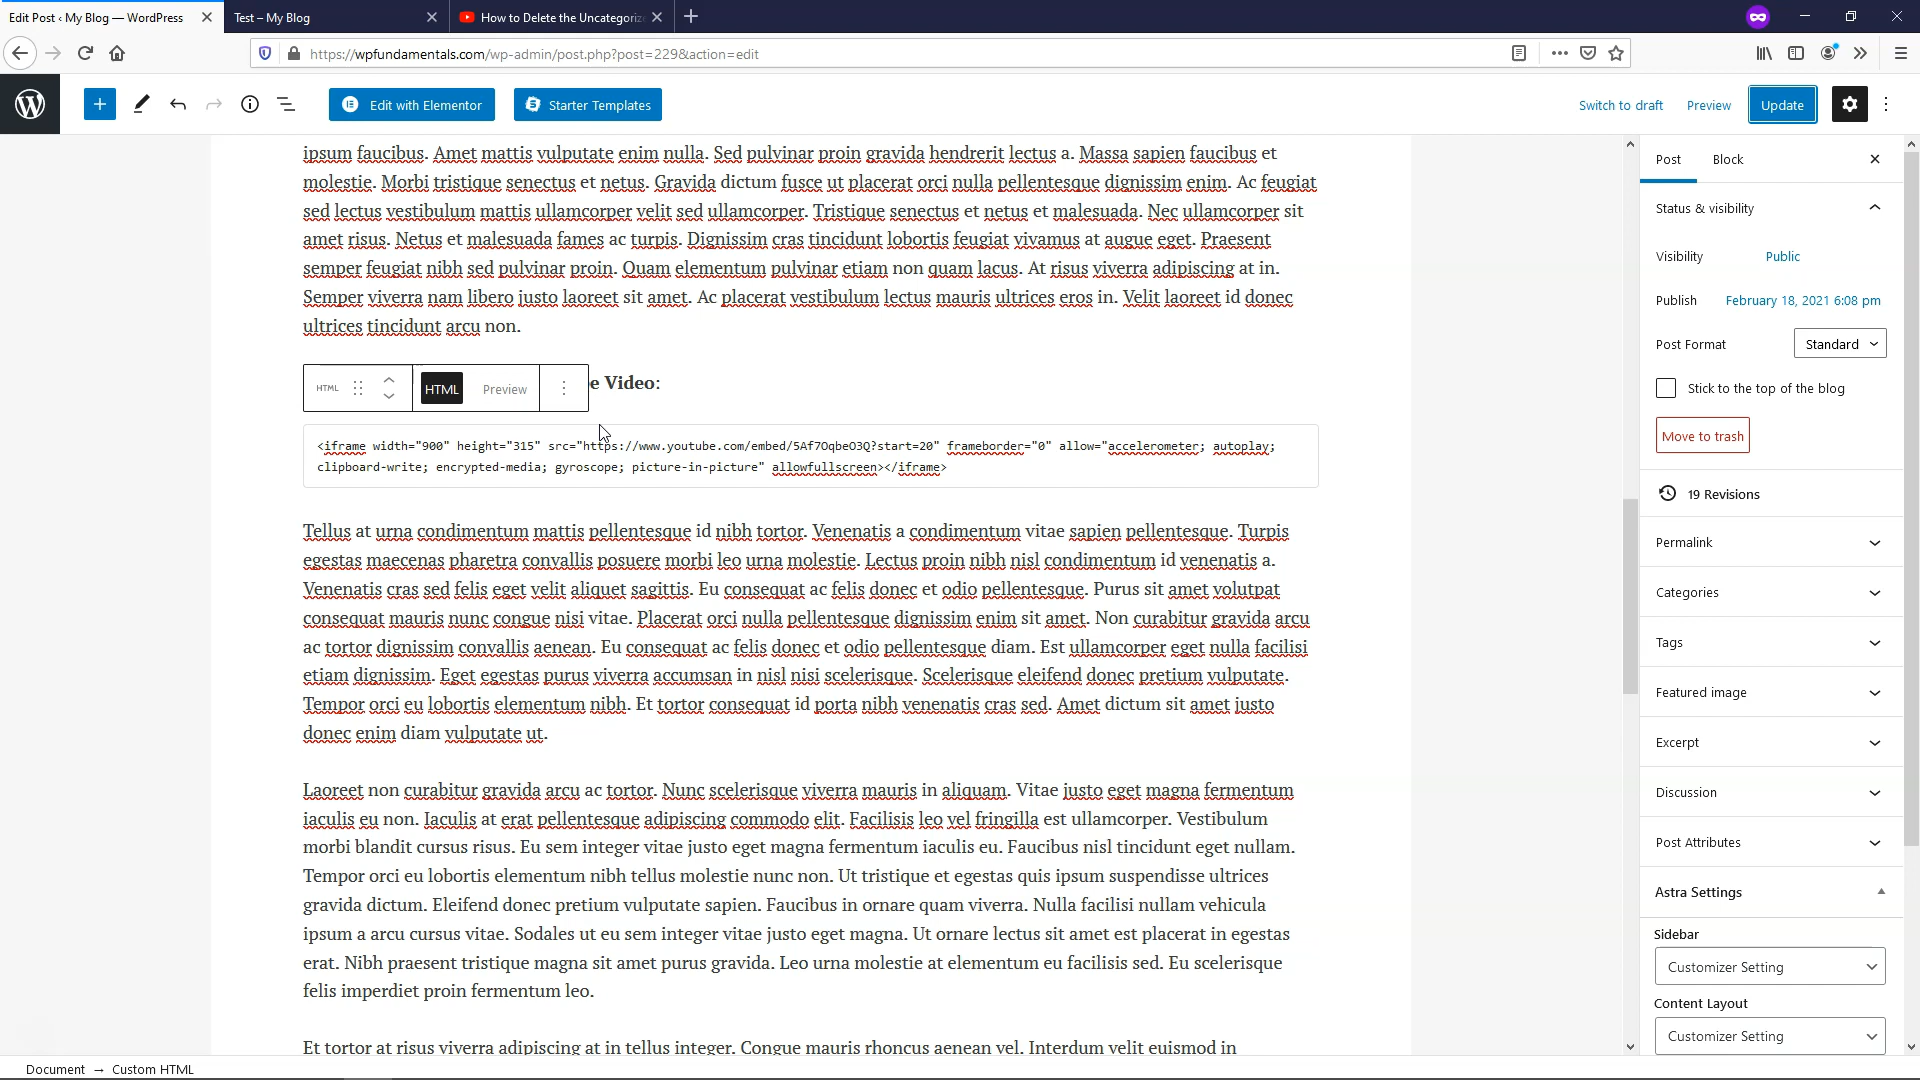 Edit Post ‹ My Blog — WordPress
Test – My Blog
How to Delete the Uncategoriz
https://wpfundamentals.com/wp-admin/post.php?post=229&action=edit
Edit with Elementor
Starter Templates
Switch to draft
Preview
Update
ipsum faucibus. Amet mattis vulputate enim nulla. Sed pulvinar proin gravida hendrerit lectus a. Massa sapien faucibus et
molestie. Morbi tristique senectus et netus. Gravida dictum fusce ut placerat orci nulla pellentesque dignissim enim. Ac feugiat
sed lectus vestibulum mattis ullamcorper velit sed ullamcorper. Tristique senectus et netus et malesuada. Nec ullamcorper sit
amet risus. Netus et malesuada fames ac turpis. Dignissim cras tincidunt lobortis feugiat vivamus at augue eget. Praesent
semper feugiat nibh sed pulvinar proin. Quam elementum pulvinar etiam non quam lacus. At risus viverra adipiscing at in.
Semper viverra nam libero justo laoreet sit amet. Ac placerat vestibulum lectus mauris ultrices eros in. Velit laoreet id donec
ultrices tincidunt arcu non.
HTML
HTML
Preview
e Video:
<iframe width="900" height="315" src="https://www.youtube.com/embed/5Af7OqbeO3Q?start=20" frameborder="0" allow="accelerometer; autoplay;
clipboard-write; encrypted-media; gyroscope; picture-in-picture" allowfullscreen></iframe>
Tellus at urna condimentum mattis pellentesque id nibh tortor. Venenatis a condimentum vitae sapien pellentesque. Turpis
egestas maecenas pharetra convallis posuere morbi leo urna molestie. Lectus proin nibh nisl condimentum id venenatis a.
Venenatis cras sed felis eget velit aliquet sagittis. Eu consequat ac felis donec et odio pellentesque. Purus sit amet volutpat
consequat mauris nunc congue nisi vitae. Placerat orci nulla pellentesque dignissim enim sit amet. Non curabitur gravida arcu
ac tortor dignissim convallis aenean. Eu consequat ac felis donec et odio pellentesque diam. Est ullamcorper eget nulla facilisi
etiam dignissim. Eget egestas purus viverra accumsan in nisl nisi scelerisque. Scelerisque eleifend donec pretium vulputate.
Tempor orci eu lobortis elementum nibh. Et tortor consequat id porta nibh venenatis cras sed. Amet dictum sit amet justo
donec enim diam vulputate ut.
Laoreet non curabitur gravida arcu ac tortor. Nunc scelerisque viverra mauris in aliquam. Vitae justo eget magna fermentum
iaculis eu non. Iaculis at erat pellentesque adipiscing commodo elit. Facilisis leo vel fringilla est ullamcorper. Vestibulum
morbi blandit cursus risus. Eu sem integer vitae justo eget magna fermentum iaculis eu. Faucibus nisl tincidunt eget nullam.
Tempor orci eu lobortis elementum nibh tellus molestie nunc non. Ut tristique et egestas quis ipsum suspendisse ultrices
gravida dictum. Eleifend donec pretium vulputate sapien. Faucibus in ornare quam viverra. Nulla facilisi nullam vehicula
ipsum a arcu cursus vitae. Sodales ut eu sem integer vitae justo eget magna. Ut ornare lectus sit amet est placerat in egestas
erat. Nibh praesent tristique magna sit amet purus gravida. Leo urna molestie at elementum eu facilisis sed. Eu scelerisque
felis imperdiet proin fermentum leo.
Et tortor at risus viverra adipiscing at in tellus integer. Congue mauris rhoncus aenean vel. Interdum velit euismod in
Post
Block
Status & visibility
Visibility
Public
Publish
February 18, 2021 6:08 pm
Post Format
Standard
Stick to the top of the blog
Move to trash
19 Revisions
Permalink
Categories
Tags
Featured image
Excerpt
Discussion
Post Attributes
Astra Settings
Sidebar
Customizer Setting
Content Layout
Customizer Setting
Document → Custom HTML